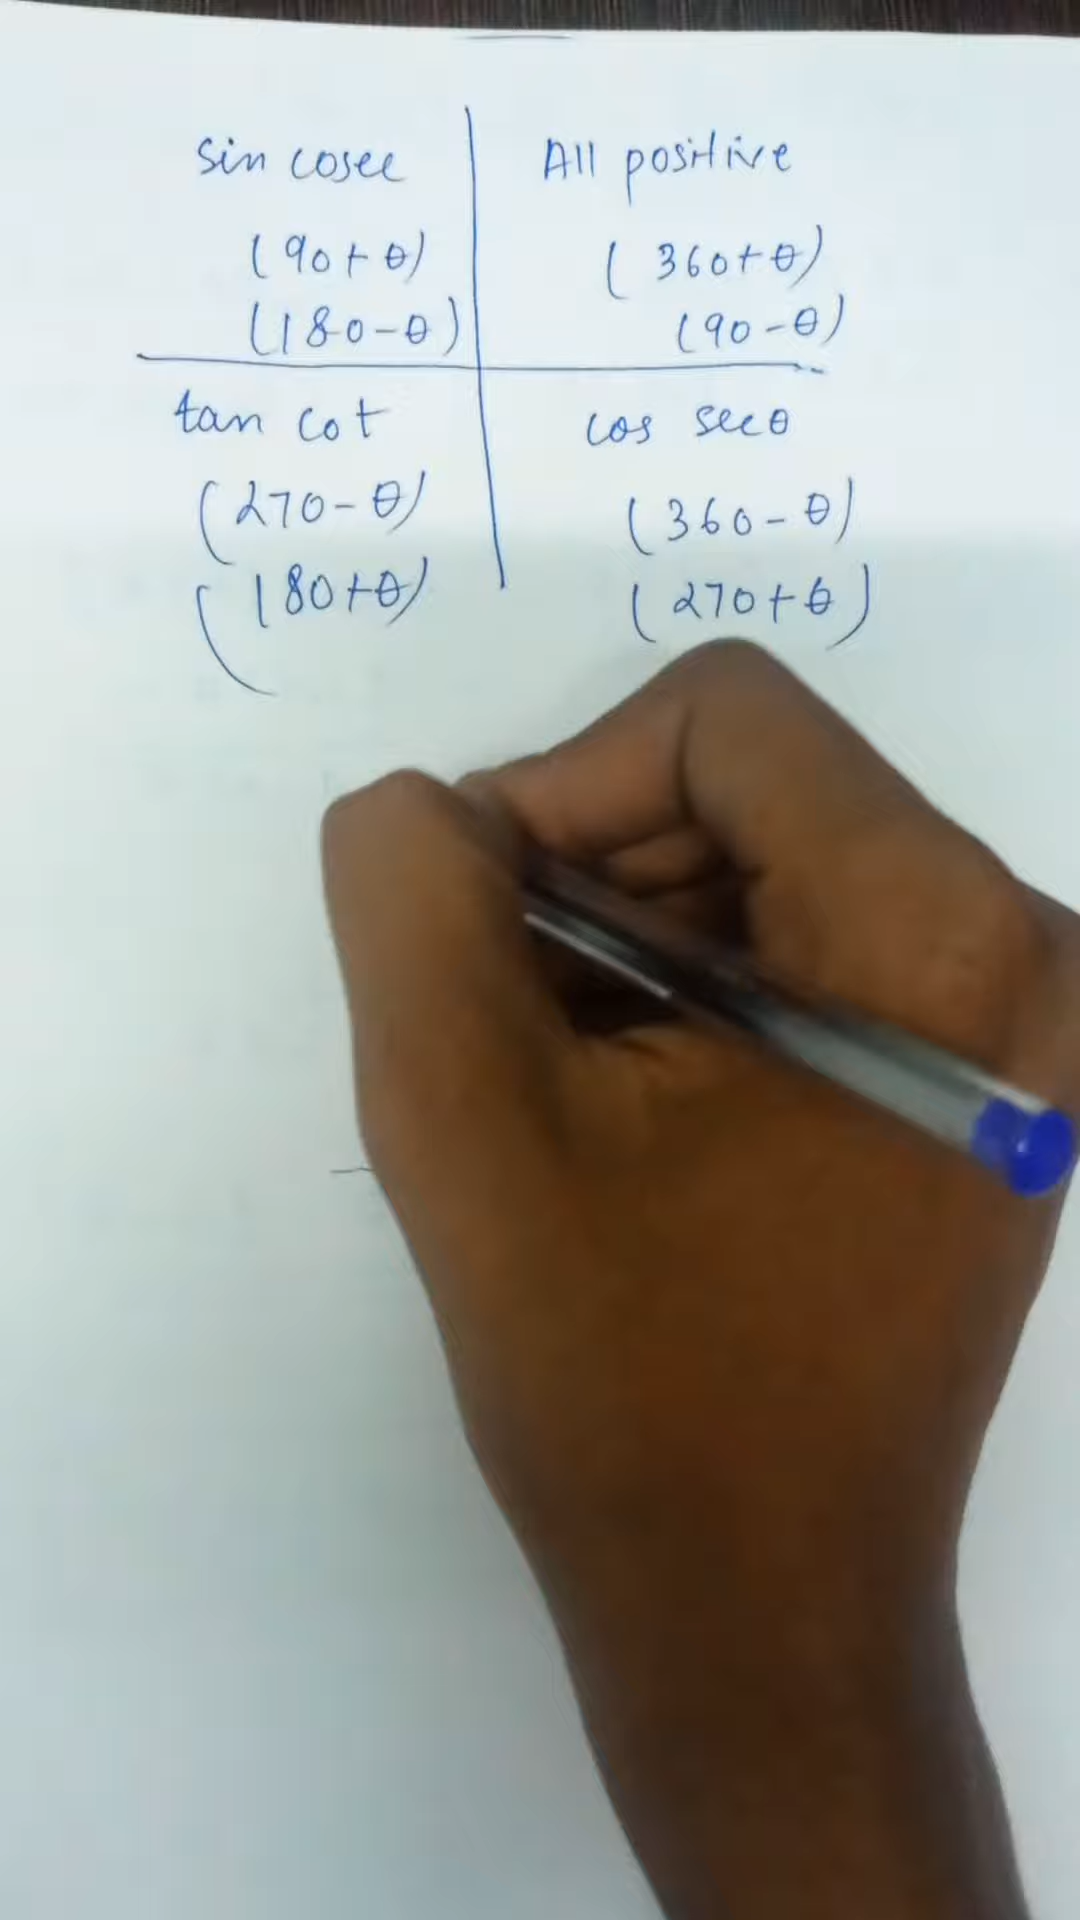 sin cosec
(90+θ)
(180-θ)
All positive
(360+θ)
(90-θ)
tan cot
(270-θ)
(180+θ)
cos secθ
(360-θ)
(270+θ)